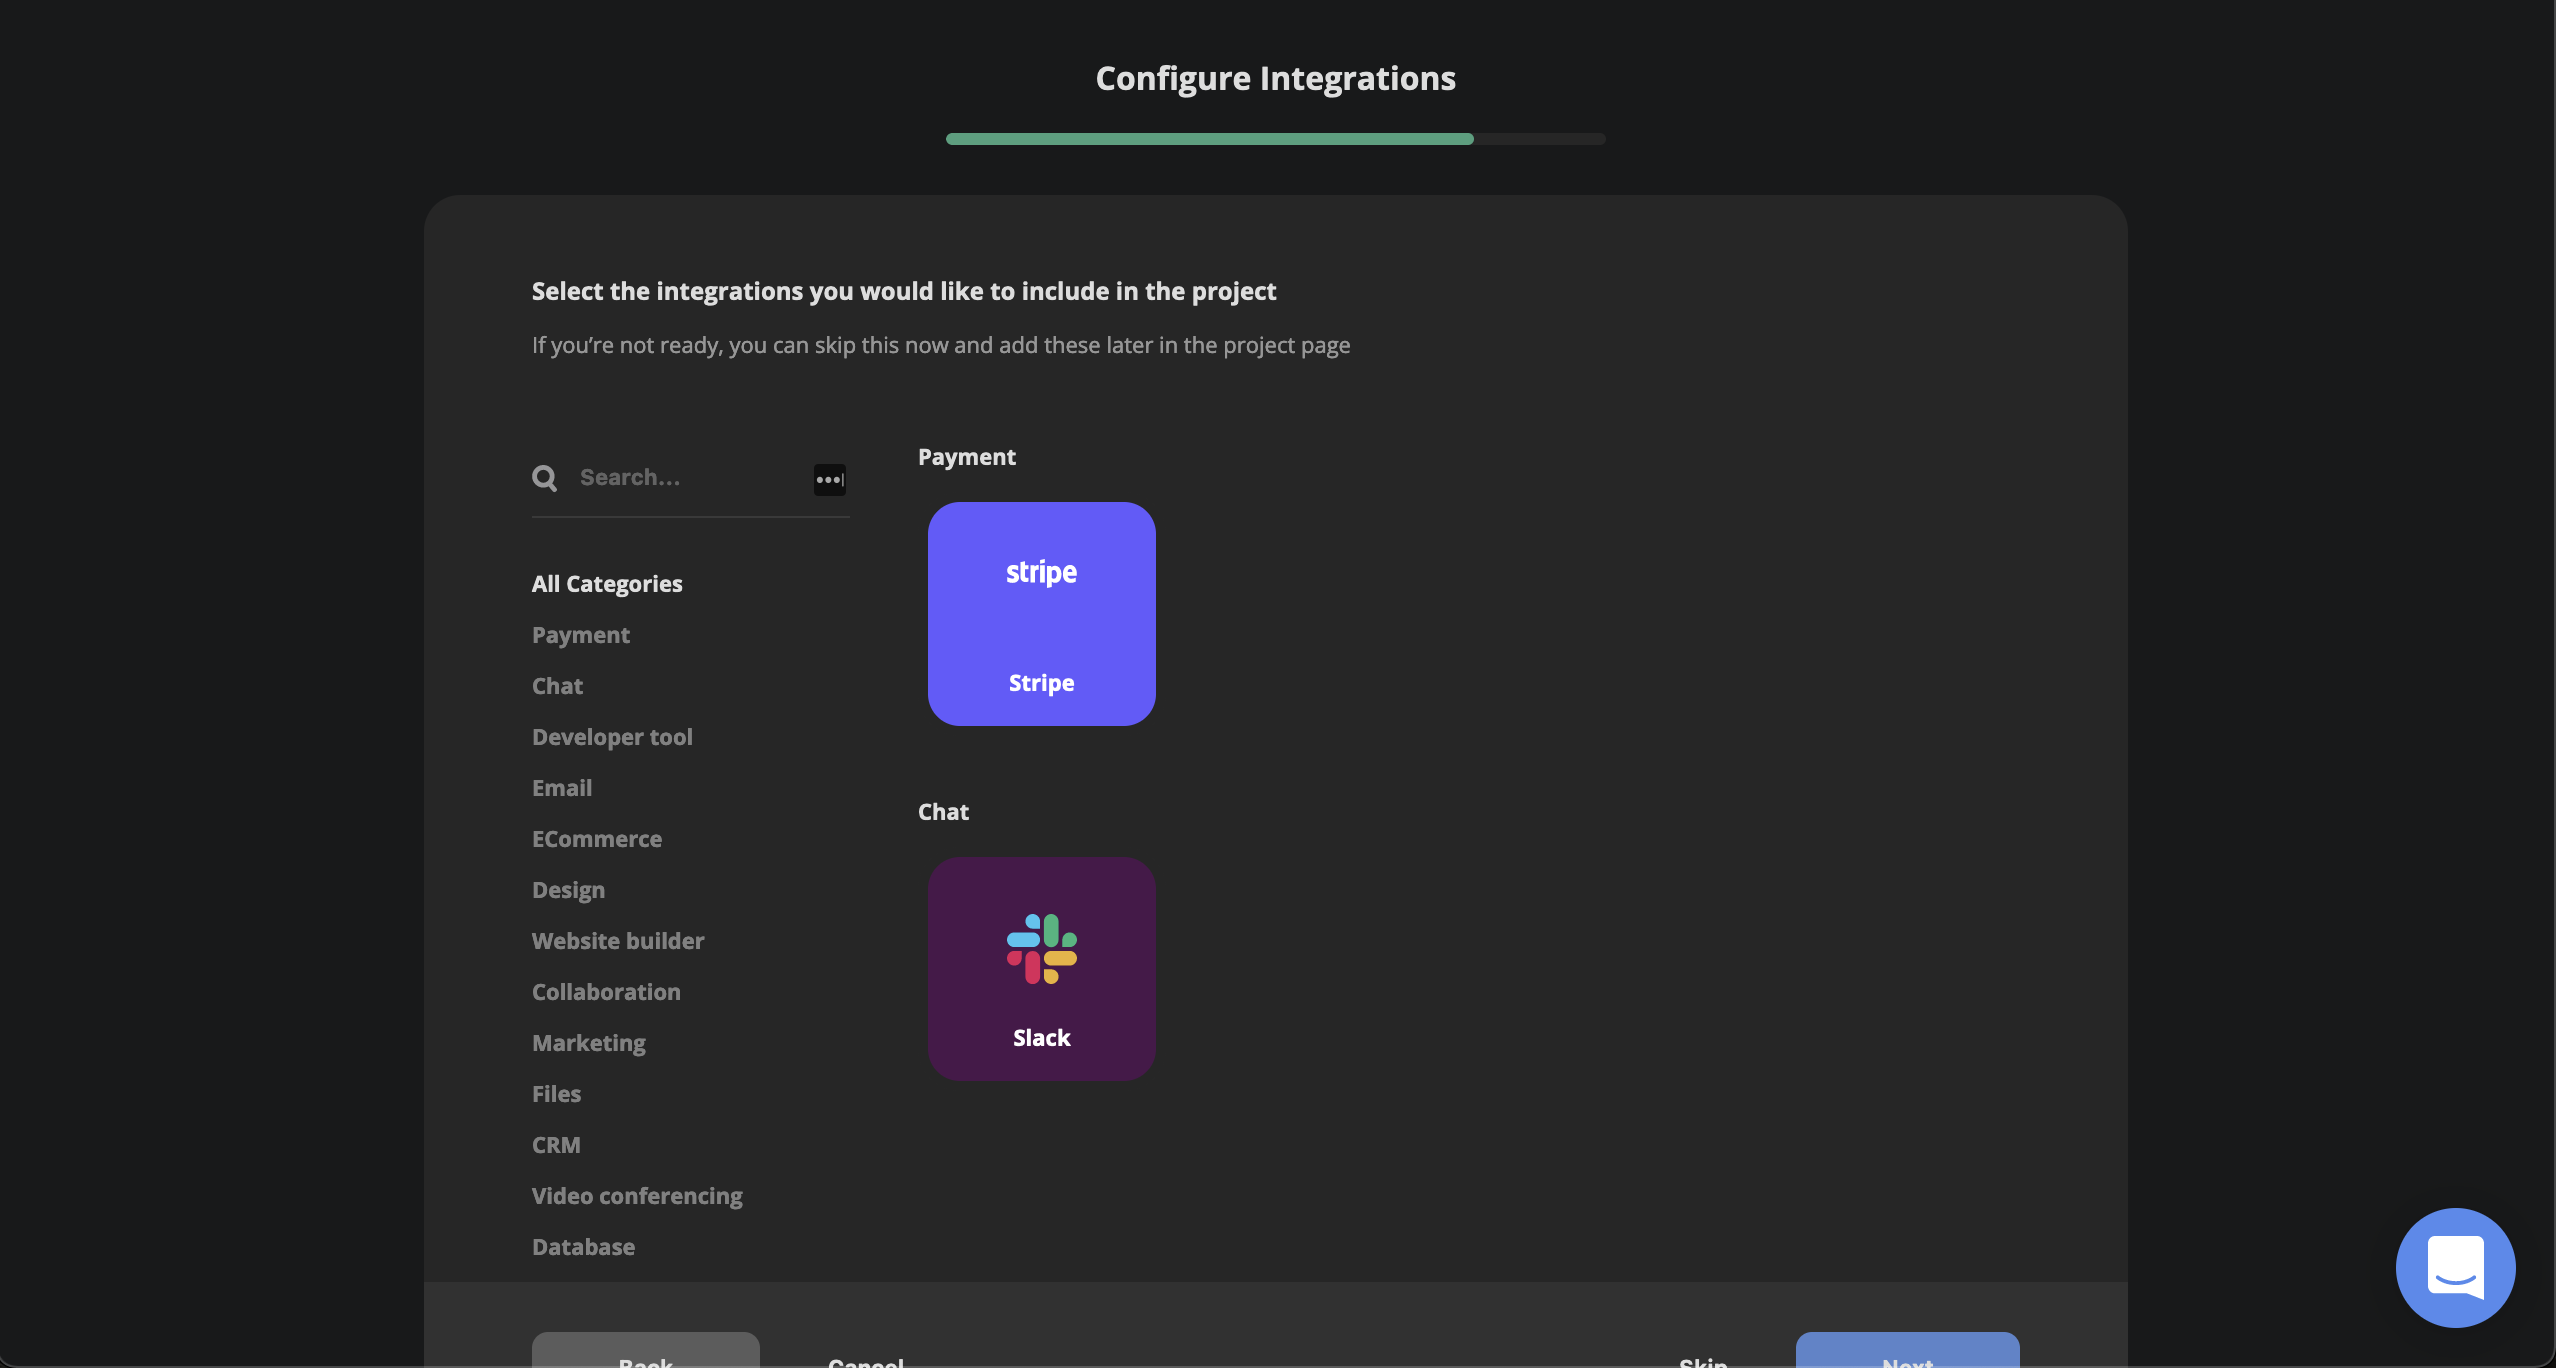 Configure Integrations
Select the integrations you would like to include in the project
If you’re not ready, you can skip this now and add these later in the project page
Search...
All Categories
Payment
Chat
Developer tool
Email
ECommerce
Design
Website builder
Collaboration
Marketing
Files
CRM
Video conferencing
Database
Payment
stripe
Stripe
Chat
Slack
Back
Cancel
Skip
Next